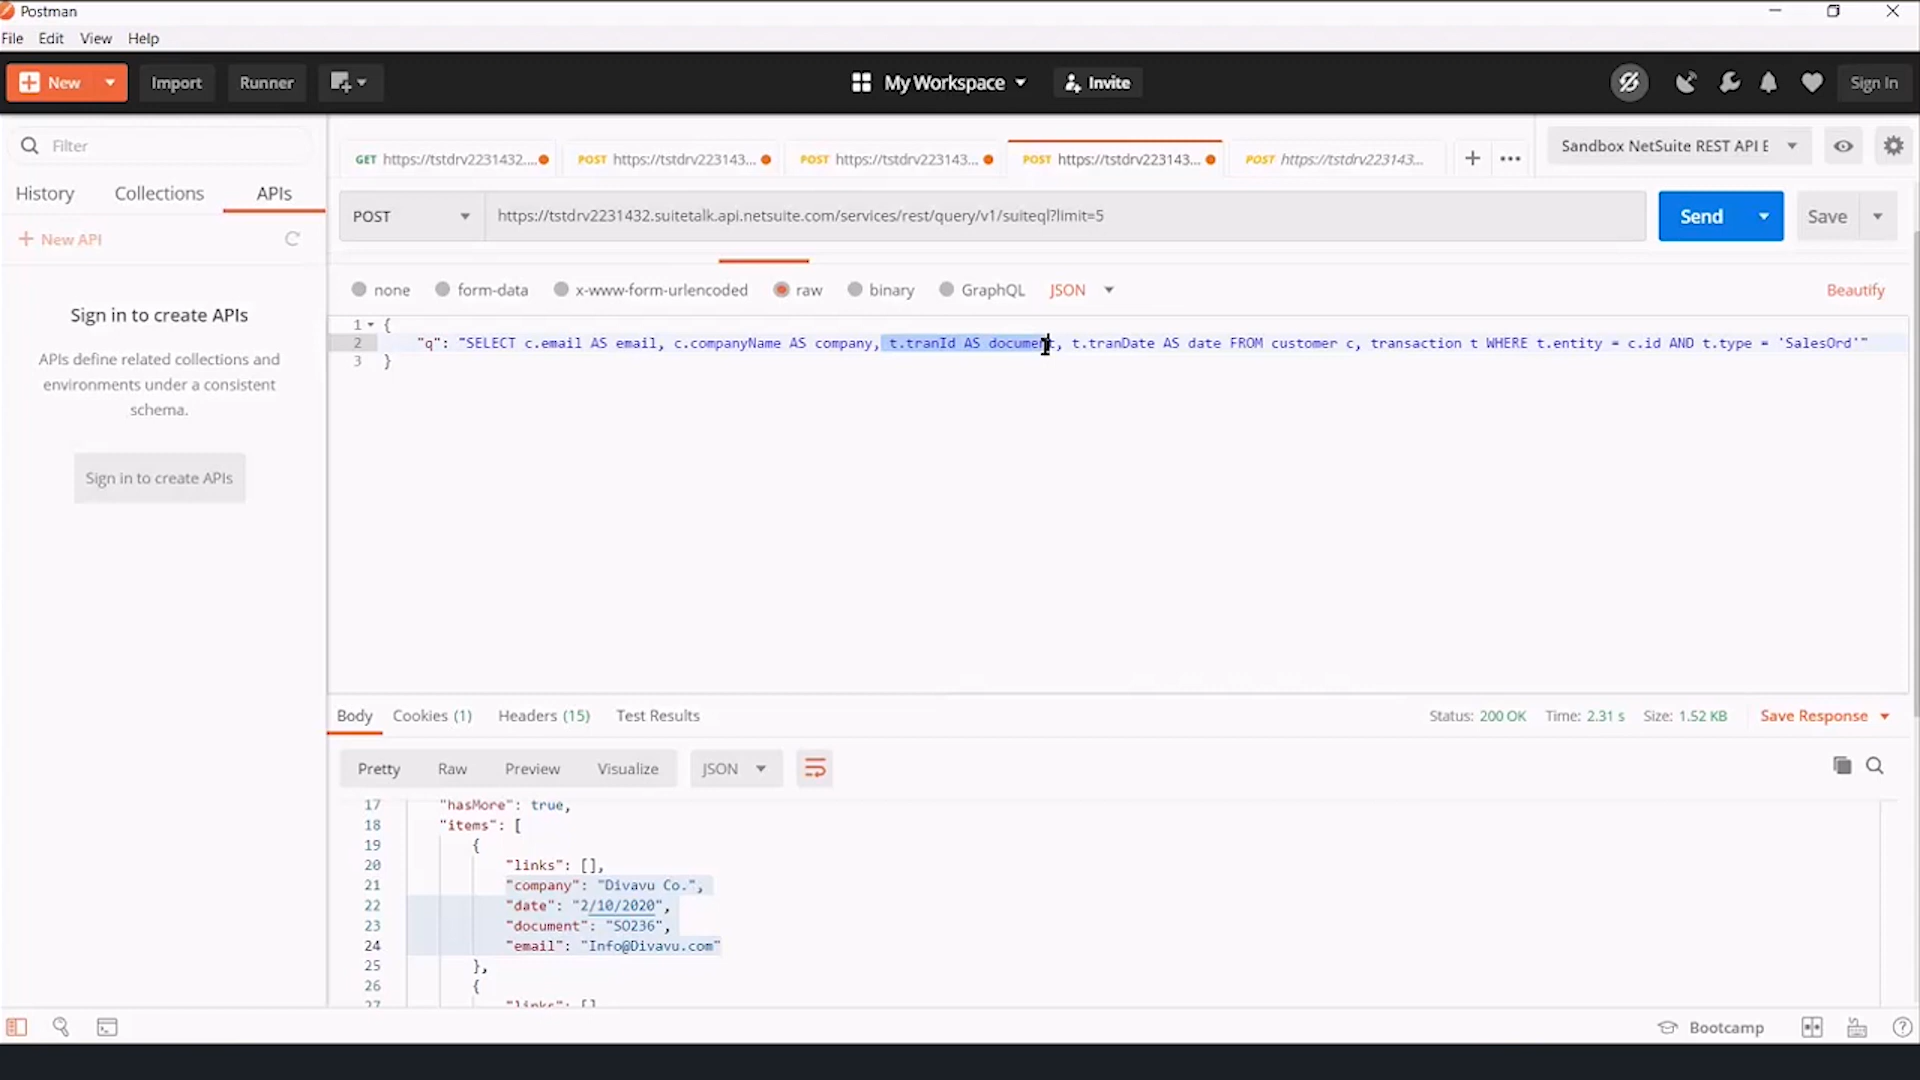 Postman
File Edit View Help
New Import Runner My Workspace Invite Sign In
Filter
GET https://tstdrv2231432.... POST https://tstdrv223143... POST https://tstdrv223143... POST https://tstdrv223143... POST https://tstdrv223143... + ••• Sandbox NetSuite REST API E
History Collections APIs
+ New API
POST https://tstdrv2231432.suitetalk.api.netsuite.com/services/rest/query/v1/suiteql?limit=5 Send Save
none form-data x-www-form-urlencoded raw binary GraphQL JSON Beautify
Sign in to create APIs
APIs define related collections and
environments under a consistent
schema.
Sign in to create APIs
1 {
2 "q": "SELECT c.email AS email, c.companyName AS company, t.tranId AS document, t.tranDate AS date FROM customer c, transaction t WHERE t.entity = c.id AND t.type = 'SalesOrd'"
3 }
Body Cookies (1) Headers (15) Test Results Status: 200 OK Time: 2.31 s Size: 1.52 KB Save Response
Pretty Raw Preview Visualize JSON
17 "hasMore": true,
18 "items": [
19 {
20 "links": [],
21 "company": "Divavu Co.",
22 "date": "2/10/2020",
23 "document": "SO236",
24 "email": "Info@Divavu.com"
25 },
26 {
27 "links": []
Bootcamp